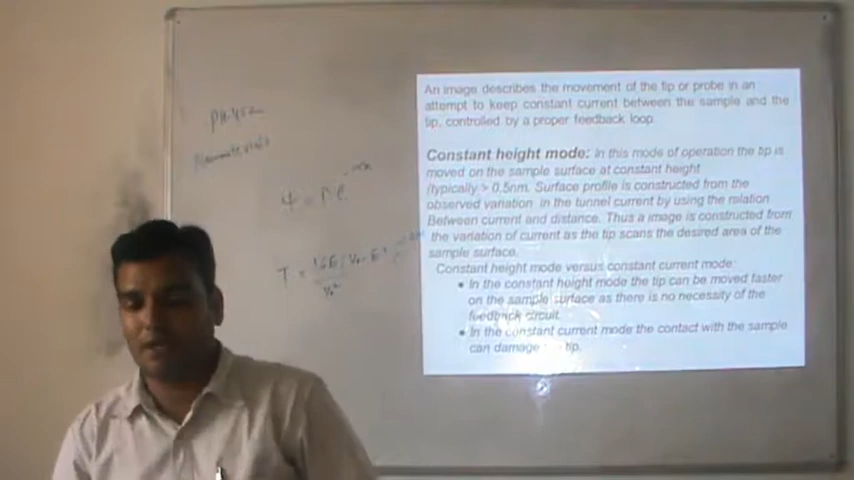 PH-452
Nanomaterials
An image describes the movement of the tip or probe in an
attempt to keep constant current between the sample and the
tip, controlled by a proper feedback loop.
Constant height mode: In this mode of operation the tip is
moved on the sample surface at constant height
(typically > 0.5nm. Surface profile is constructed from the
observed variation in the tunnel current by using the relation
Between current and distance. Thus a image is constructed from
the variation of current as the tip scans the desired area of the
sample surface.
Constant height mode versus constant current mode:
• In the constant height mode the tip can be moved faster
on the sample surface as there is no necessity of the
feedback circuit.
• In the constant current mode the contact with the sample
can damage tip.